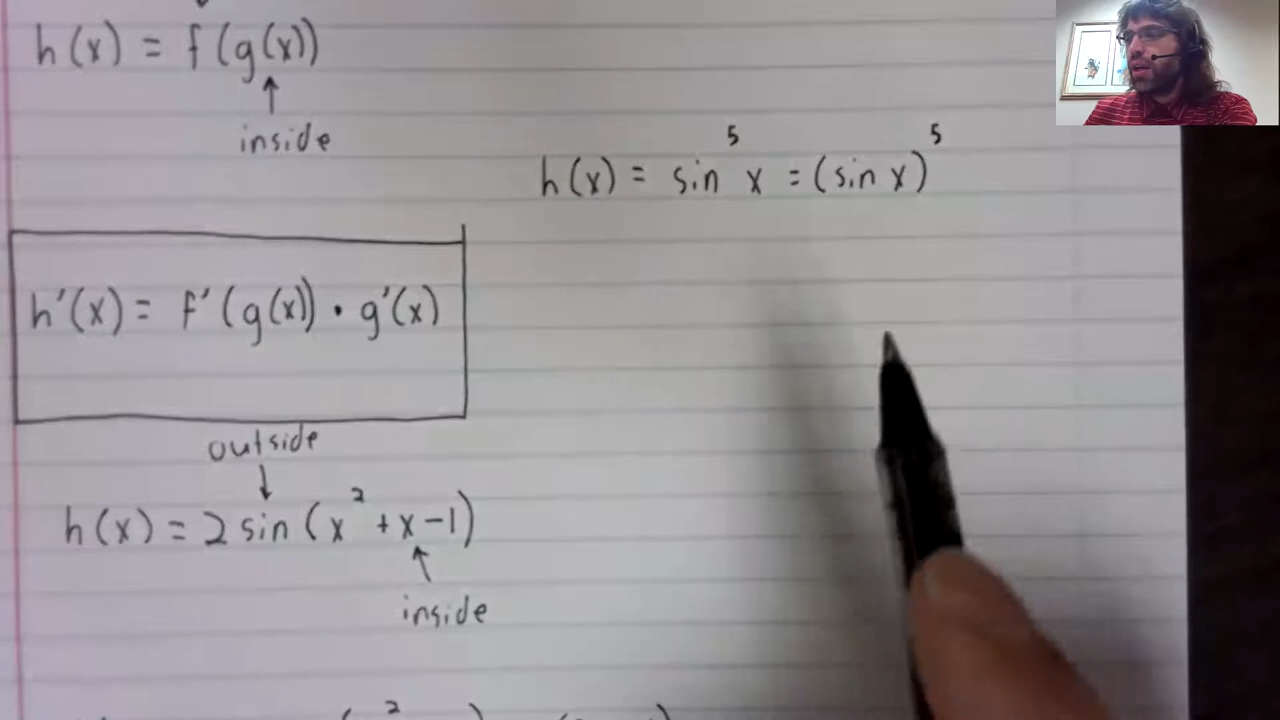 h(x) = f(g(x))
↑
inside
h(x) = sin⁵ x = (sin x)⁵
h'(x) = f'(g(x)) · g'(x)
outside
↓
h(x) = 2 sin(x² + x - 1)
↑
inside